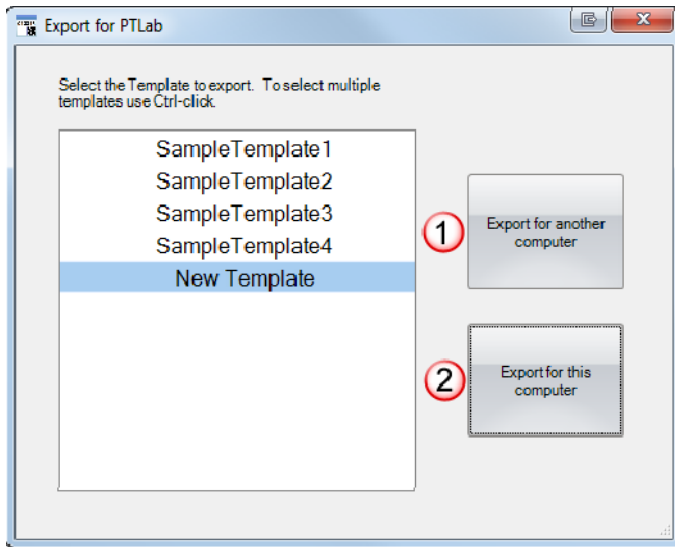 Export for PTLab
Select the Template to export. To select multiple
templates use Ctrl-click.
SampleTemplate1
SampleTemplate2
SampleTemplate3
SampleTemplate4
New Template
1
Export for another
computer
2
Export for this
computer